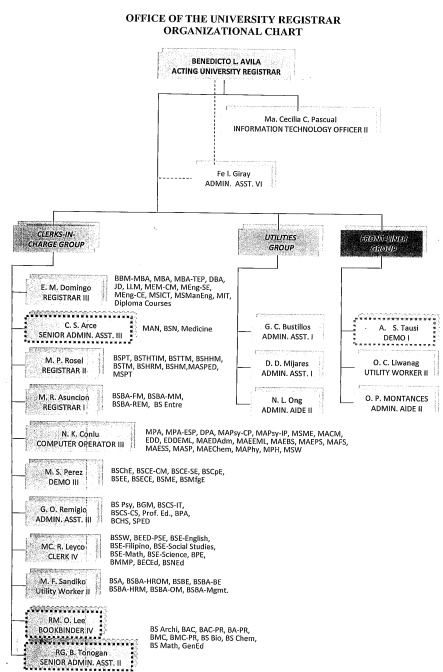 OFFICE OF THE UNIVERSITY REGISTRAR
ORGANIZATIONAL CHART
BENEDICTO L. AVILA
ACTING UNIVERSITY REGISTRAR
Ma. Cecilia C. Pascual
INFORMATION TECHNOLOGY OFFICER II
Fe I. Giray
ADMIN. ASST. VI
CLERKS-IN-
CHARGE GROUP
UTILITIES
GROUP
FRONT-LINER
GROUP
E. M. Domingo
REGISTRAR III
BBM-MBA, MBA, MBA-TEP, DBA,
JD, LLM, MEM-CM, MEng-SE,
MEng-CE, MSICT, MSManEng, MIT,
Diploma Courses
C. S. Arce
SENIOR ADMIN. ASST. III
MAN, BSN, Medicine
M. P. Rosel
REGISTRAR II
BSPT, BSTHTIM, BSTTM, BSHHM,
BSTM, BSHRM, BSHM,MASPED,
MSPT
M. R. Asuncion
REGISTRAR I
BSBA-FM, BSBA-MM,
BSBA-REM, BS Entre
N. K. Conlu
COMPUTER OPERATOR III
MPA, MPA-ESP, DPA, MAPsy-CP, MAPsy-IP, MSME, MACM,
EDD, EDDEML, MAEDAdm, MAEEML, MAEBS, MAEPS, MAFS,
MAESS, MASP, MAEChem, MAPhy, MPH, MSW
M. S. Perez
DEMO III
BSChE, BSCE-CM, BSCE-SE, BSCpE,
BSEE, BSECE, BSME, BSMfgE
G. O. Remigio
ADMIN. ASST. III
BS Psy, BGM, BSCS-IT,
BSCS-CS, Prof. Ed., BPA,
BCHS, SPED
MC. R. Leyco
CLERK IV
BSSW, BEED-PSE, BSE-English,
BSE-Filipino, BSE-Social Studies,
BSE-Math, BSE-Science, BPE,
BMMP, BECEd, BSNEd
M. F. Sandiko
Utility Worker II
BSA, BSBA-HROM, BSBE, BSBA-BE
BSBA-HRM, BSBA-OM, BSBA-Mgmt.
RM. O. Lee
BOOKBINDER IV
RG. B. Tonogan
SENIOR ADMIN. ASST. II
BS Archi, BAC, BAC-PR, BA-PR,
BMC, BMC-PR, BS Bio, BS Chem,
BS Math, GenEd
G. C. Bustillos
ADMIN. ASST. I
D. D. Mijares
ADMIN. ASST. I
N. L. Ong
ADMIN. AIDE II
A. S. Tausi
DEMO I
O. C. Liwanag
UTILITY WORKER II
O. P. MONTANCES
ADMIN. AIDE II